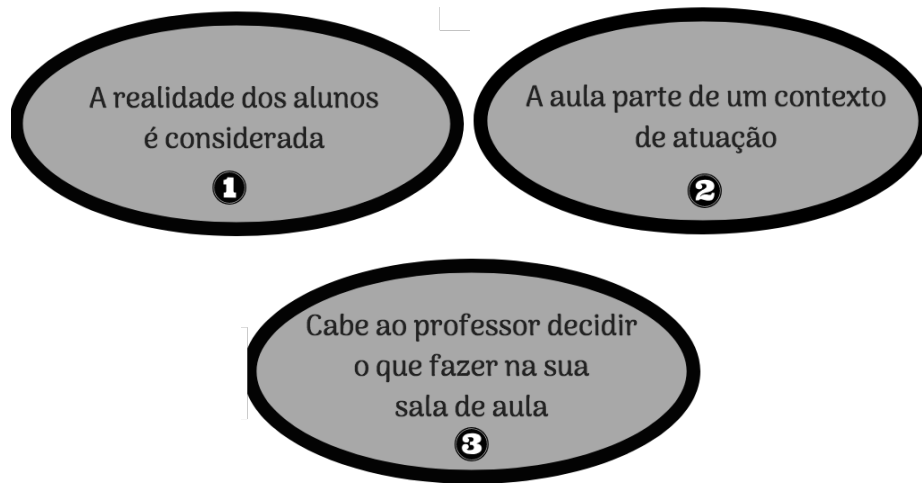 A realidade dos alunos
é considerada
1
A aula parte de um contexto
de atuação
2
Cabe ao professor decidir
o que fazer na sua
sala de aula
3